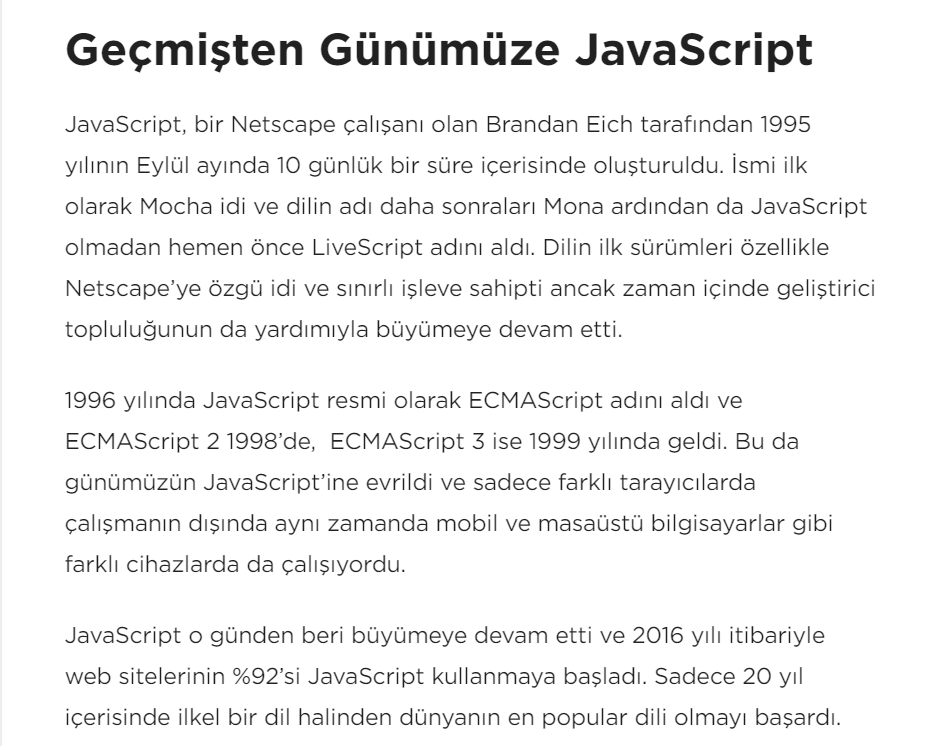 Geçmişten Günümüze JavaScript
JavaScript, bir Netscape çalışanı olan Brandan Eich tarafından 1995
yılının Eylül ayında 10 günlük bir süre içerisinde oluşturuldu. İsmi ilk
olarak Mocha idi ve dilin adı daha sonraları Mona ardından da JavaScript
olmadan hemen önce LiveScript adını aldı. Dilin ilk sürümleri özellikle
Netscape’ye özgü idi ve sınırlı işleve sahipti ancak zaman içinde geliştirici
topluluğunun da yardımıyla büyümeye devam etti.
1996 yılında JavaScript resmi olarak ECMAScript adını aldı ve
ECMAScript 2 1998’de,  ECMAScript 3 ise 1999 yılında geldi. Bu da
günümüzün JavaScript’ine evrildi ve sadece farklı tarayıcılarda
çalışmanın dışında aynı zamanda mobil ve masaüstü bilgisayarlar gibi
farklı cihazlarda da çalışıyordu.
JavaScript o günden beri büyümeye devam etti ve 2016 yılı itibariyle
web sitelerinin %92’si JavaScript kullanmaya başladı. Sadece 20 yıl
içerisinde ilkel bir dil halinden dünyanın en popular dili olmayı başardı.